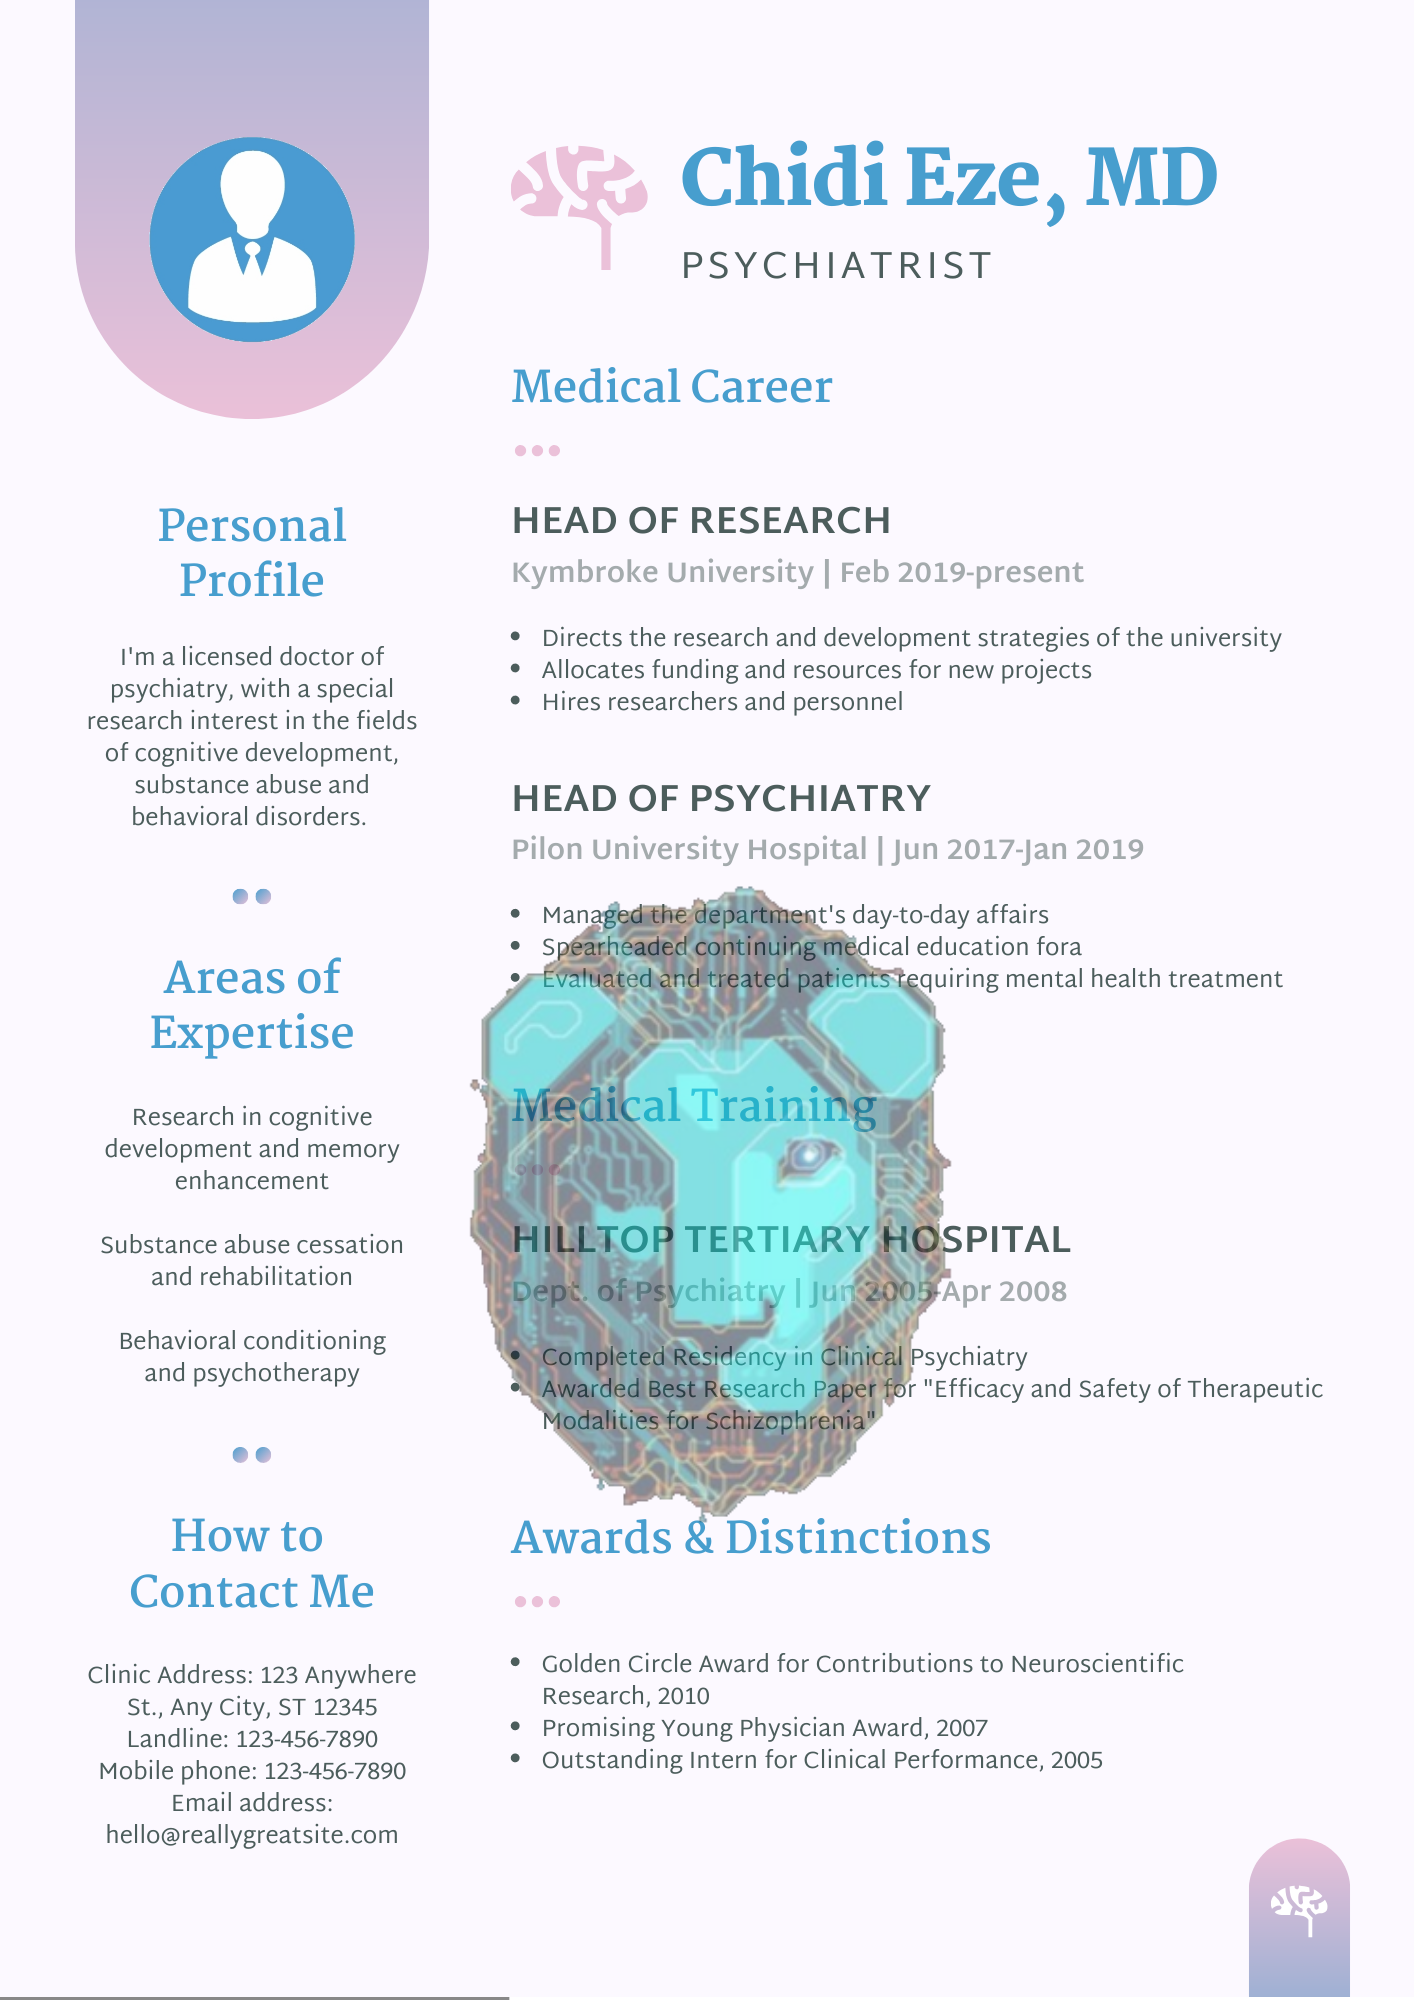 Chidi Eze, MD
PSYCHIATRIST
Personal
Profile
I'm a licensed doctor of
psychiatry, with a special
research interest in the fields
of cognitive development,
substance abuse and
behavioral disorders.
Areas of
Expertise
Research in cognitive
development and memory
enhancement
Substance abuse cessation
and rehabilitation
Behavioral conditioning
and psychotherapy
How to
Contact Me
Clinic Address: 123 Anywhere
St., Any City, ST 12345
Landline: 123-456-7890
Mobile phone: 123-456-7890
Email address:
hello@reallygreatsite.com
Medical Career
HEAD OF RESEARCH
Kymbroke University | Feb 2019-present
• Directs the research and development strategies of the university
• Allocates funding and resources for new projects
• Hires researchers and personnel
HEAD OF PSYCHIATRY
Pilon University Hospital | Jun 2017-Jan 2019
• Managed the department's day-to-day affairs
• Spearheaded continuing medical education fora
• Evaluated and treated patients requiring mental health treatment
Medical Training
HILLTOP TERTIARY HOSPITAL
Dept. of Psychiatry | Jun 2005-Apr 2008
• Completed Residency in Clinical Psychiatry
• Awarded Best Research Paper for "Efficacy and Safety of Therapeutic
Modalities for Schizophrenia"
Awards & Distinctions
• Golden Circle Award for Contributions to Neuroscientific
Research, 2010
• Promising Young Physician Award, 2007
• Outstanding Intern for Clinical Performance, 2005